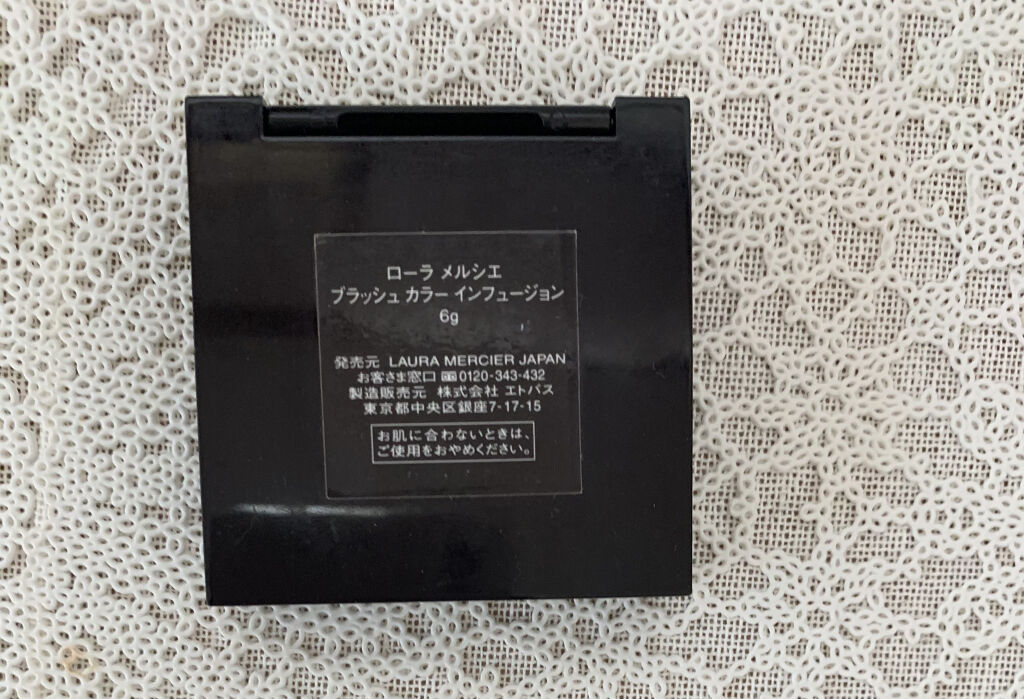 ローラ メルシエ
ブラッシュ カラー インフュージョン
6g
発売元 LAURA MERCIER JAPAN
お客さま窓口 0120-343-432
製造販売元 株式会社 エトバス
東京都中央区銀座7-17-15
お肌に合わないときは、
ご使用をおやめください。